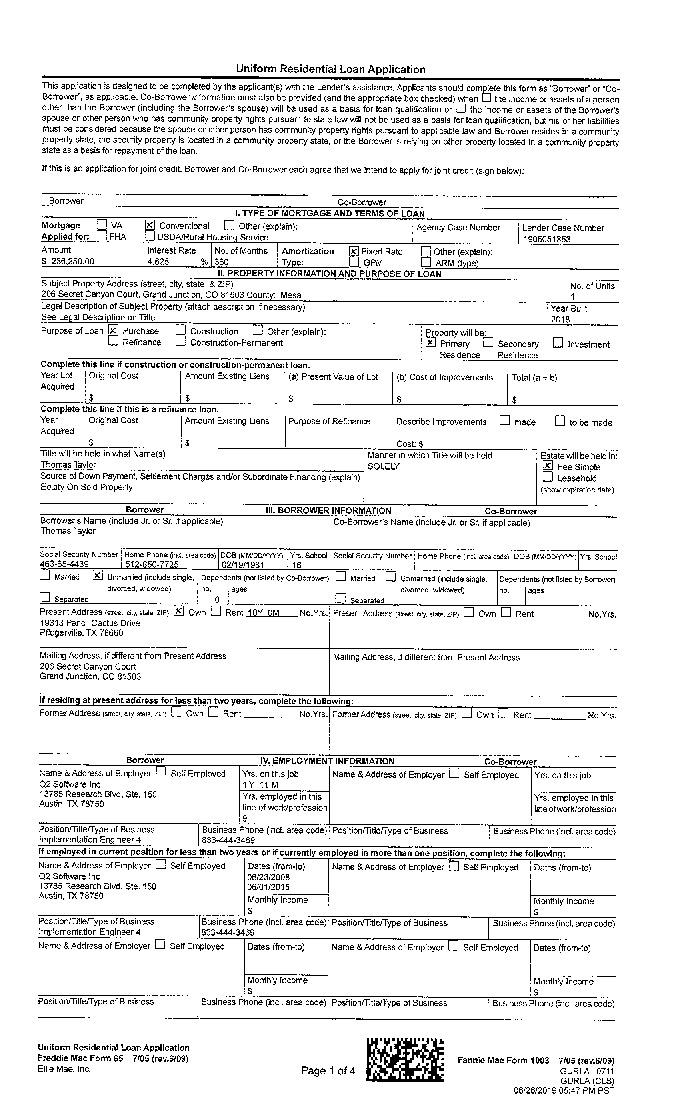 Uniform Residential Loan Application
This application is designed to be completed by the applicant(s) with the Lender's assistance. Applicants should complete this form as "Borrower" or "Co-
Borrower", as applicable. Co-Borrower information must also be provided (and the appropriate box checked) when ☐ the income or assets of a person
other than the Borrower (including the Borrower's spouse) will be used as a basis for loan qualification or ☐ the income or assets of the Borrower's
spouse or other person who has community property rights pursuant to state law will not be used as a basis for loan qualification, but his or her liabilities
must be considered because the spouse or other person has community property rights pursuant to applicable law and Borrower resides in a community
property state, the security property is located in a community property state, or the Borrower is relying on other property located in a community property
state as a basis for repayment of the loan.
If this is an application for joint credit, Borrower and Co-Borrower each agree that we intend to apply for joint credit (sign below):
Borrower Co-Borrower
I. TYPE OF MORTGAGE AND TERMS OF LOAN
Mortgage ☐ VA ☒ Conventional ☐ Other (explain): Agency Case Number Lender Case Number
Applied for: ☐ FHA ☐ USDA/Rural Housing Service
Amount Interest Rate No. of Months Amortization ☒ Fixed Rate ☐ Other (explain):
$ 4.625 % 360 Type: ☐ GPM ☐ ARM (type):
II. PROPERTY INFORMATION AND PURPOSE OF LOAN
Subject Property Address (street, city, state, & ZIP) No. of Units
206 Secret Canyon Court, Grand Junction, CO 81503 County: Mesa 1
Legal Description of Subject Property (attach description if necessary) Year Built
See Legal Description on Title 2018
Purpose of Loan ☒ Purchase ☐ Construction ☐ Other (explain): Property will be:
☐ Refinance ☐ Construction-Permanent ☒ Primary Residence ☐ Secondary Residence ☐ Investment
Complete this line if construction or construction-permanent loan.
Year Lot Acquired Original Cost Amount Existing Liens (a) Present Value of Lot (b) Cost of Improvements Total (a + b)
$ $ $ $ $
Complete this line if this is a refinance loan.
Year Acquired Original Cost Amount Existing Liens Purpose of Refinance Describe Improvements ☐ made ☐ to be made
$ $ Cost: $
Title will be held in what Name(s) Manner in which Title will be held Estate will be held in:
Thomas Taylor SOLELY ☒ Fee Simple
Source of Down Payment, Settlement Charges and/or Subordinate Financing (explain) ☐ Leasehold
Equity On Sold Property (show expiration date)
Borrower III. BORROWER INFORMATION Co-Borrower
Borrower's Name (include Jr. or Sr. if applicable) Co-Borrower's Name (include Jr. or Sr. if applicable)
Thomas Taylor
Social Security Number Home Phone (incl. area code) DOB (MM/DD/YYYY) Yrs. School Social Security Number Home Phone (incl. area code) DOB (MM/DD/YYYY) Yrs. School
02/19/1981 16
☐ Married ☒ Unmarried (include single, Dependents (not listed by Co-Borrower) ☐ Married ☐ Unmarried (include single, Dependents (not listed by Borrower)
divorced, widowed) no. ages divorced, widowed) no. ages
☐ Separated 0 ☐ Separated
Present Address (street, city, state, ZIP) ☒ Own ☐ Rent 10Y 0M No.Yrs. Present Address (street, city, state, ZIP) ☐ Own ☐ Rent No.Yrs.
Cactus Drive
Pflugerville, TX 78660
Mailing Address, if different from Present Address Mailing Address, if different from Present Address
206 Secret Canyon Court
Grand Junction, CO 81503
If residing at present address for less than two years, complete the following:
Former Address (street, city, state, ZIP) ☐ Own ☐ Rent No.Yrs. Former Address (street, city, state, ZIP) ☐ Own ☐ Rent No.Yrs.
Borrower IV. EMPLOYMENT INFORMATION Co-Borrower
Name & Address of Employer ☐ Self Employed Yrs. on this job Name & Address of Employer ☐ Self Employed Yrs. on this job
Q2 Software Inc
13785 Research Blvd. Ste. 150 Yrs. employed in this Yrs. employed in this
Austin, TX 78750 line of work/profession line of work/profession
9
Position/Title/Type of Business Business Phone (incl. area code) Position/Title/Type of Business Business Phone (incl. area code)
Implementation Engineer 4 833-444-3469
If employed in current position for less than two years or if currently employed in more than one position, complete the following:
Name & Address of Employer ☐ Self Employed Dates (from-to) Name & Address of Employer ☐ Self Employed Dates (from-to)
Q2 Software Inc
13785 Research Blvd. Ste. 150
Austin, TX 78750 Monthly Income Monthly Income
$ $
Position/Title/Type of Business Business Phone (incl. area code) Position/Title/Type of Business Business Phone (incl. area code)
Implementation Engineer 4 833-444-3469
Name & Address of Employer ☐ Self Employed Dates (from-to) Name & Address of Employer ☐ Self Employed Dates (from-to)
Monthly Income Monthly Income
$ $
Position/Title/Type of Business Business Phone (incl. area code) Position/Title/Type of Business Business Phone (incl. area code)
Uniform Residential Loan Application
Freddie Mac Form 65 7/05 (rev.6/09) Fannie Mae Form 1003 7/05 (rev.6/09)
Ellie Mae, Inc. Page 1 of 4 GURLA 0711
GURLA (CLS)
06/26/2019 05:47 PM PST